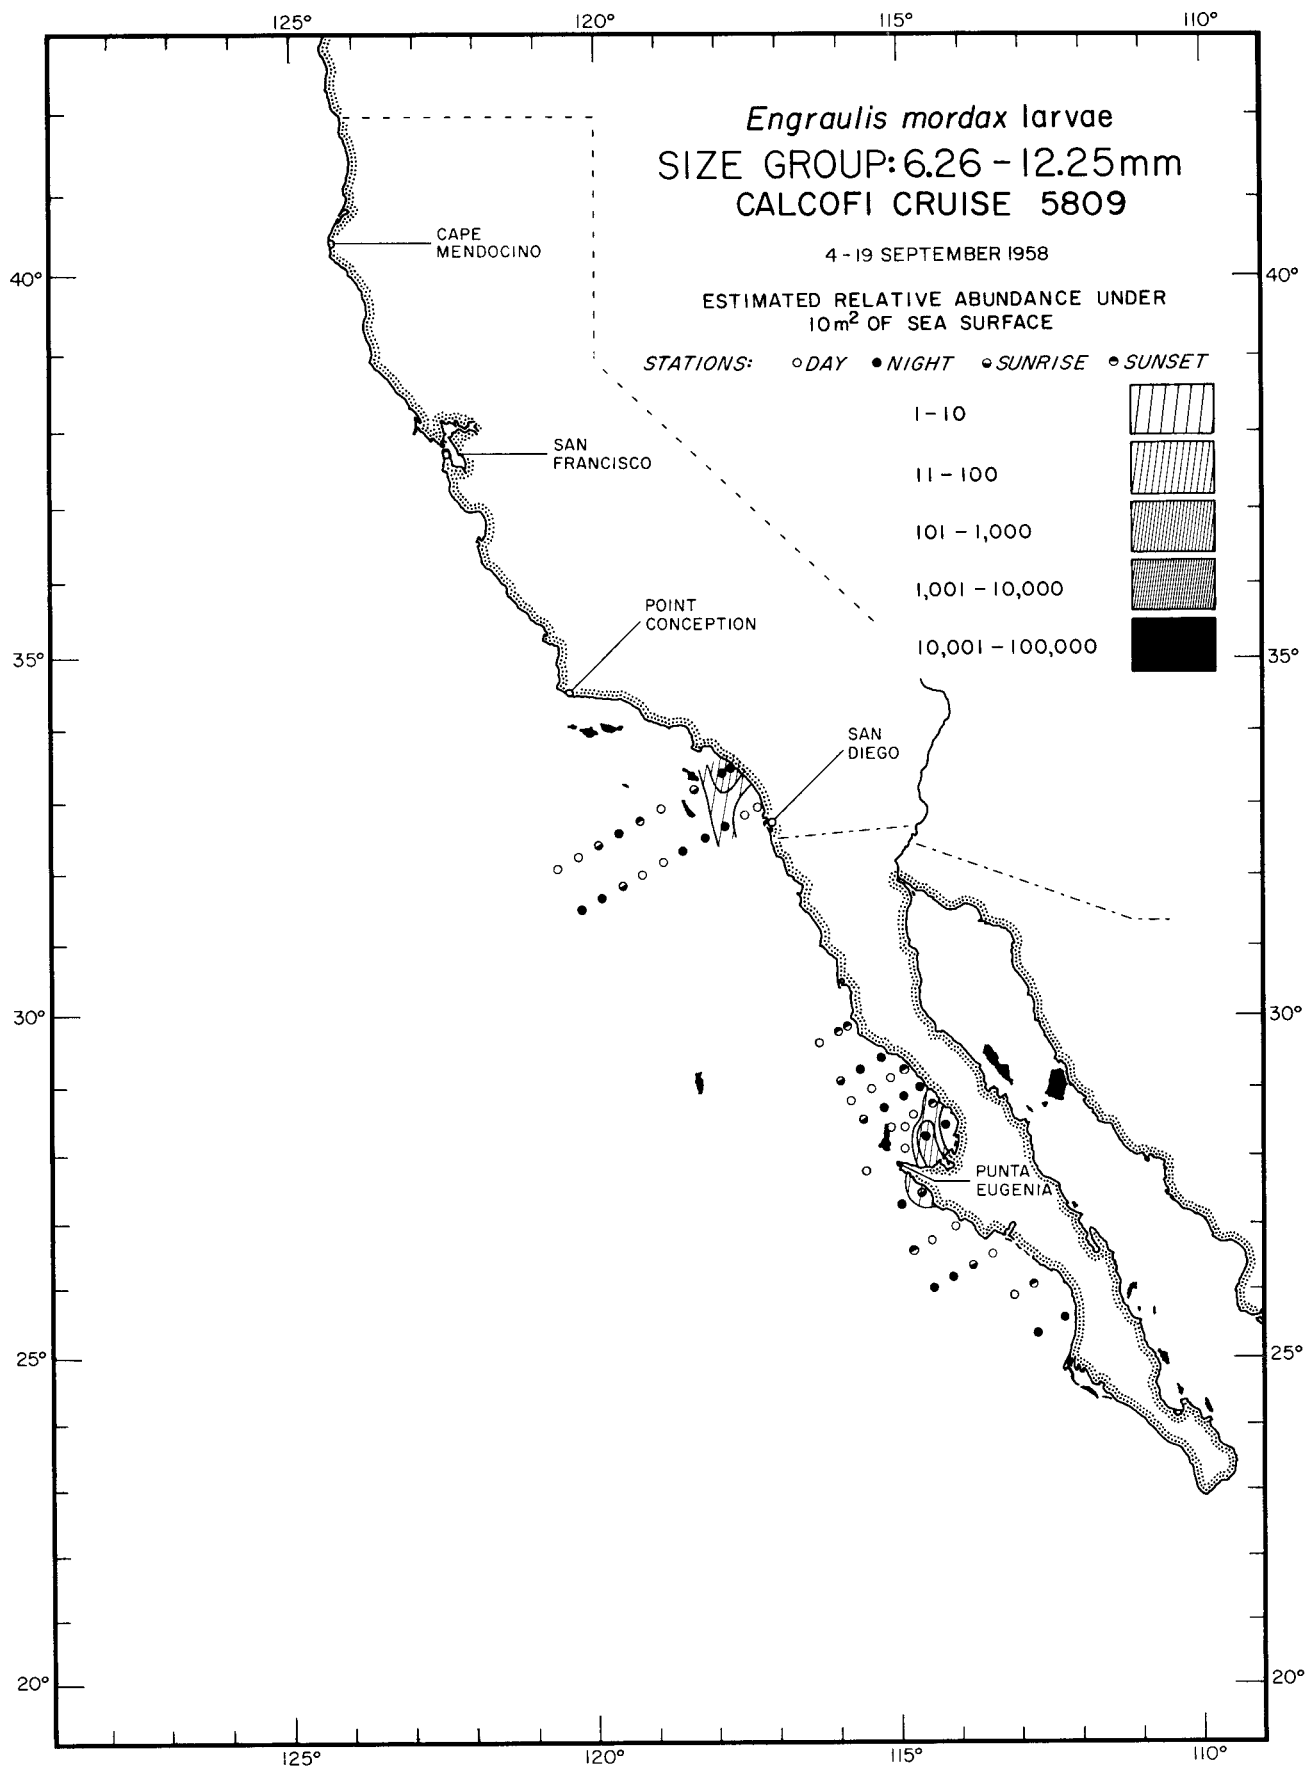 125°
120°
115°
110°
Engraulis mordax larvae
SIZE GROUP: 6.26 - 12.25mm
CALCOFI CRUISE 5809
4 - 19 SEPTEMBER 1958
ESTIMATED RELATIVE ABUNDANCE UNDER
10m² OF SEA SURFACE
STATIONS: DAY NIGHT SUNRISE SUNSET
1 - 10
11 - 100
101 - 1,000
1,001 - 10,000
10,001 - 100,000
CAPE
MENDOCINO
40°
40°
SAN
FRANCISCO
POINT
CONCEPTION
35°
35°
SAN
DIEGO
30°
30°
PUNTA
EUGENIA
25°
25°
20°
20°
125°
120°
115°
110°